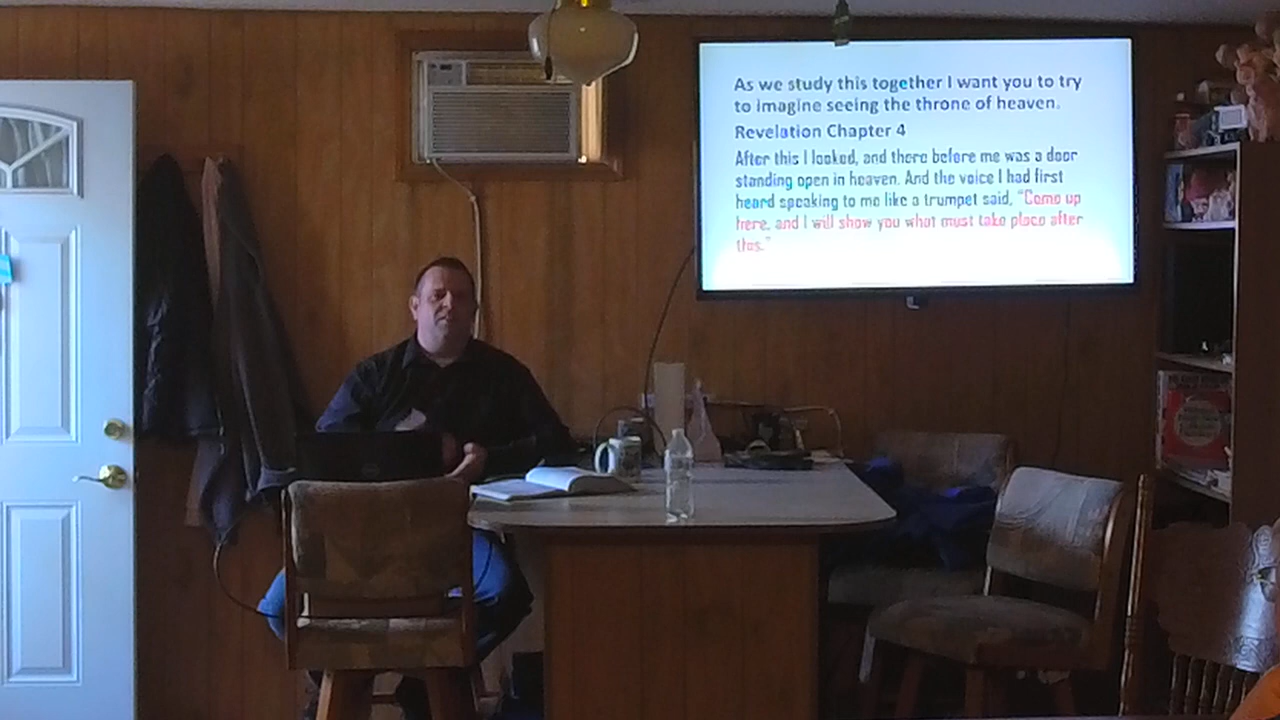 As we study this together I want you to try
to imagine seeing the throne of heaven.
Revelation Chapter 4
After this I looked, and there before me was a door
standing open in heaven. And the voice I had first
heard speaking to me like a trumpet said, “Come up
here, and I will show you what must take place after
this.”